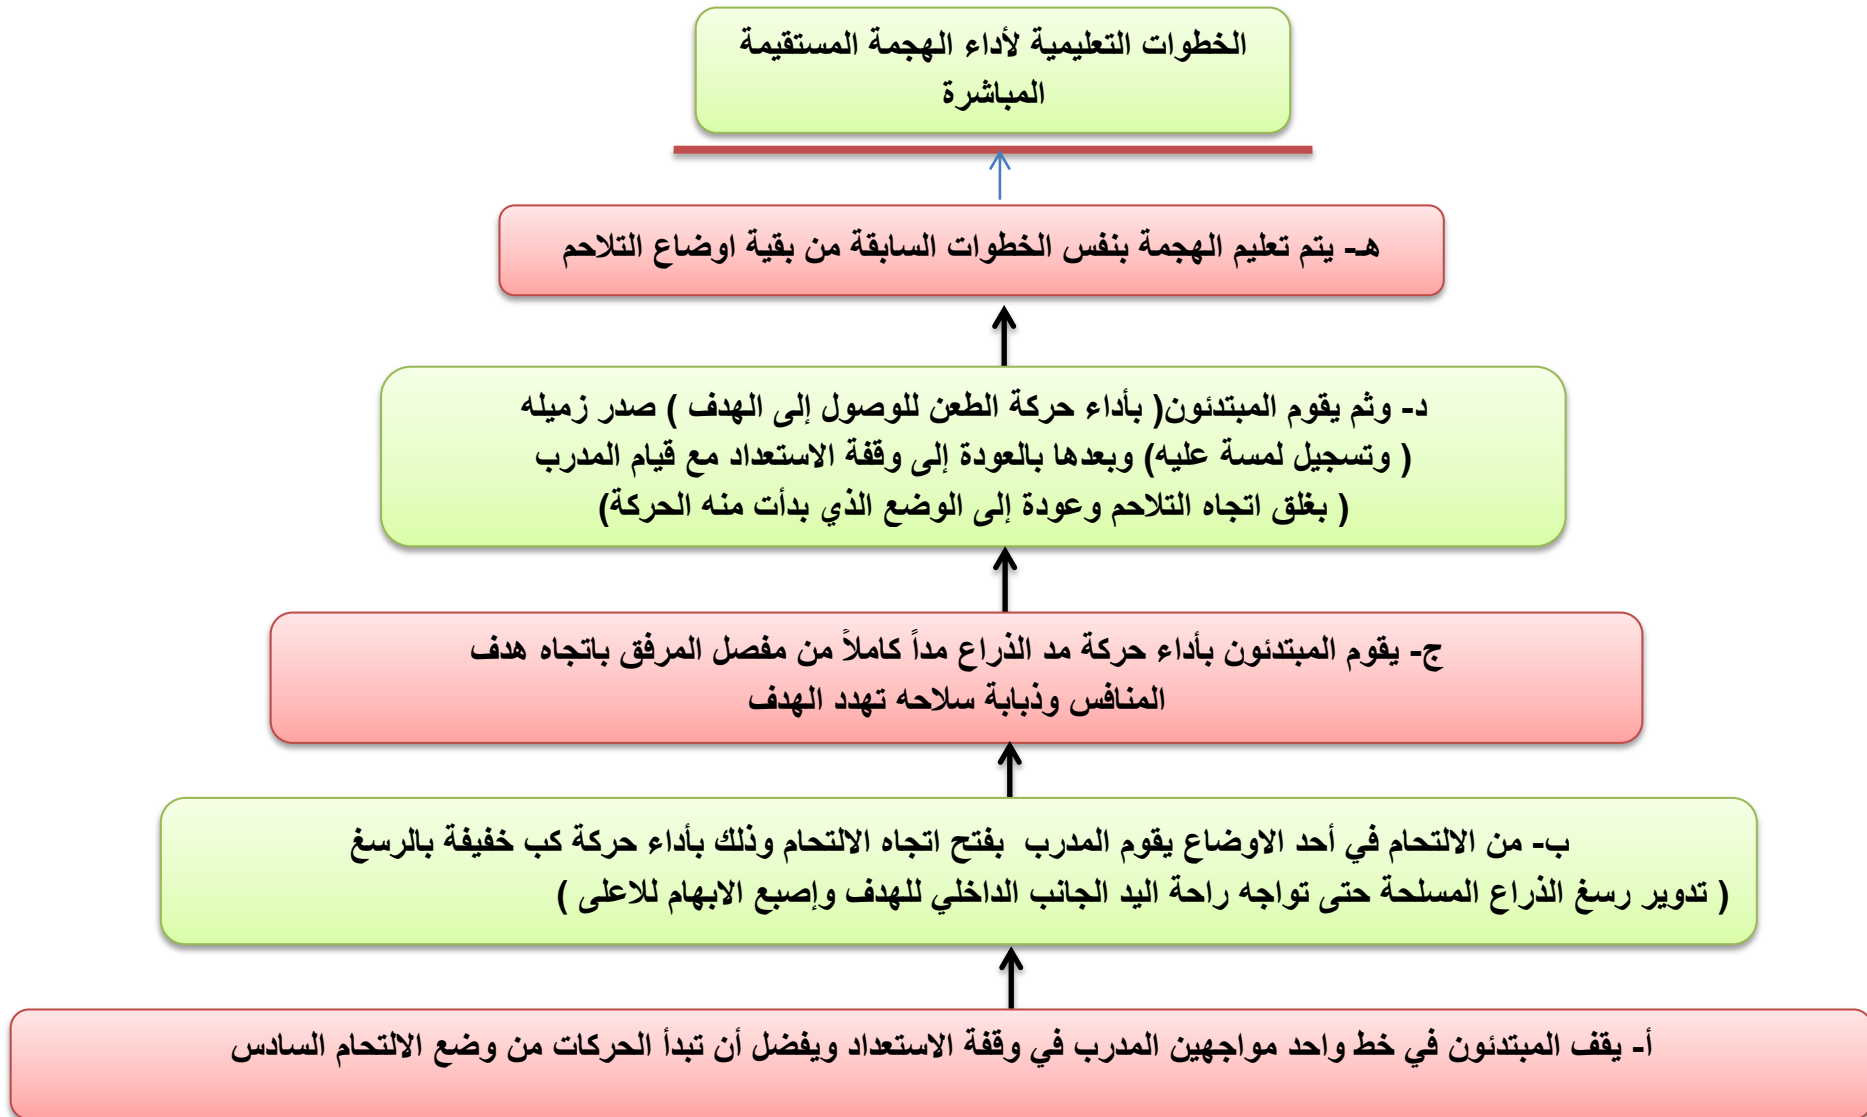 الخطوات التعليمية لأداء الهجمة المستقيمة
المباشرة
هـ- يتم تعليم الهجمة بنفس الخطوات السابقة من بقية اوضاع التلاحم
د- وثم يقوم المبتدئون( بأداء حركة الطعن للوصول إلى الهدف ) صدر زميله
( وتسجيل لمسة عليه) وبعدها بالعودة إلى وقفة الاستعداد مع قيام المدرب
( بغلق اتجاه التلاحم وعودة إلى الوضع الذي بدأت منه الحركة)
ج- يقوم المبتدئون بأداء حركة مد الذراع مداً كاملاً من مفصل المرفق باتجاه هدف
المنافس وذبابة سلاحه تهدد الهدف
ب- من الالتحام في أحد الاوضاع يقوم المدرب بفتح اتجاه الالتحام وذلك بأداء حركة كب خفيفة بالرسغ
( تدوير رسغ الذراع المسلحة حتى تواجه راحة اليد الجانب الداخلي للهدف وإصبع الابهام للاعلى )
أ- يقف المبتدئون في خط واحد مواجهين المدرب في وقفة الاستعداد ويفضل أن تبدأ الحركات من وضع الالتحام السادس